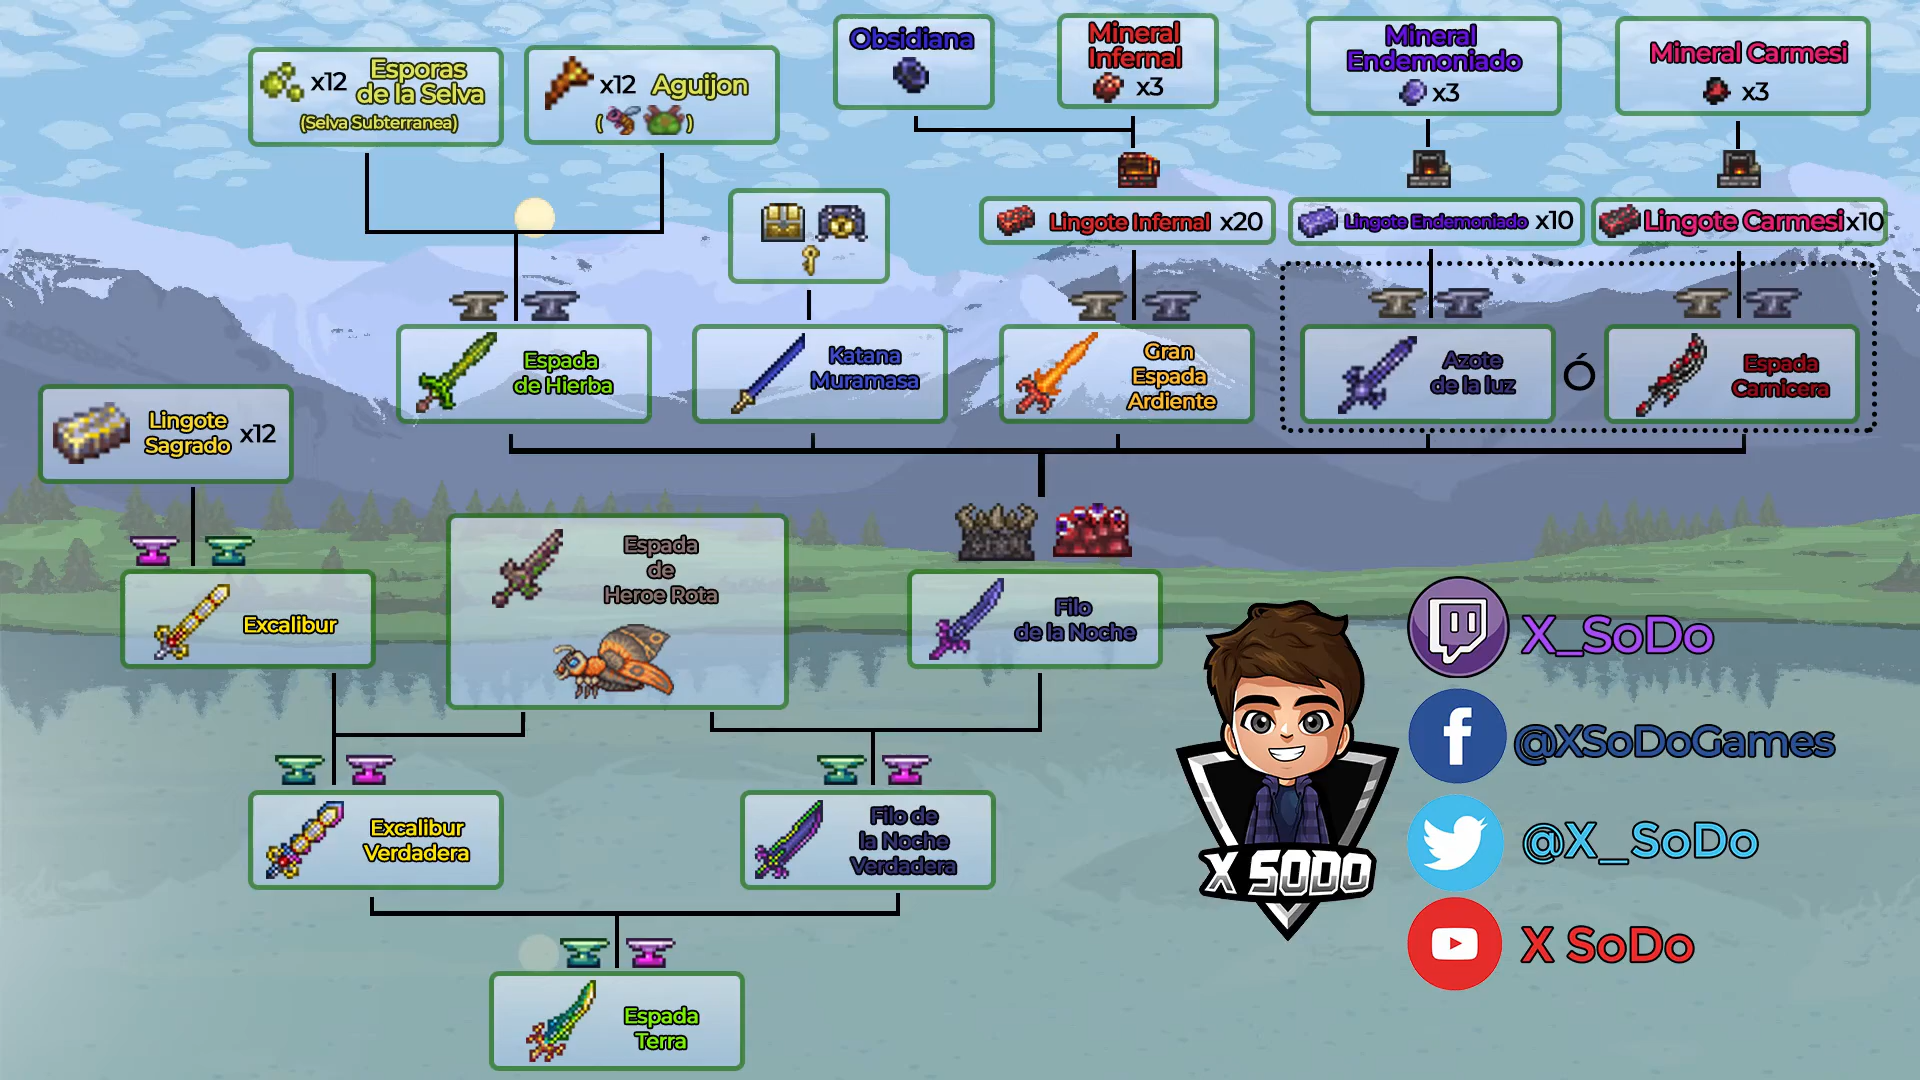 x12
Esporas
de la Selva
(Selva Subterranea)
x12
Aguijon
( )
Obsidiana
Mineral
Infernal
x3
Mineral
Endemoniado
x3
Mineral Carmesi
x3
Lingote Infernal x20
Lingote Endemoniado x10
Lingote Carmesi x10
Espada
de Hierba
Katana
Muramasa
Gran
Espada
Ardiente
Azote
de la luz
Ó
Espada
Carnicera
Lingote
Sagrado
x12
Excalibur
Espada
de
Heroe Rota
Filo
de la Noche
Excalibur
Verdadera
Filo de
la Noche
Verdadera
Espada
Terra
X SODO
X_SoDo
@XSoDoGames
@X_SoDo
X SoDo